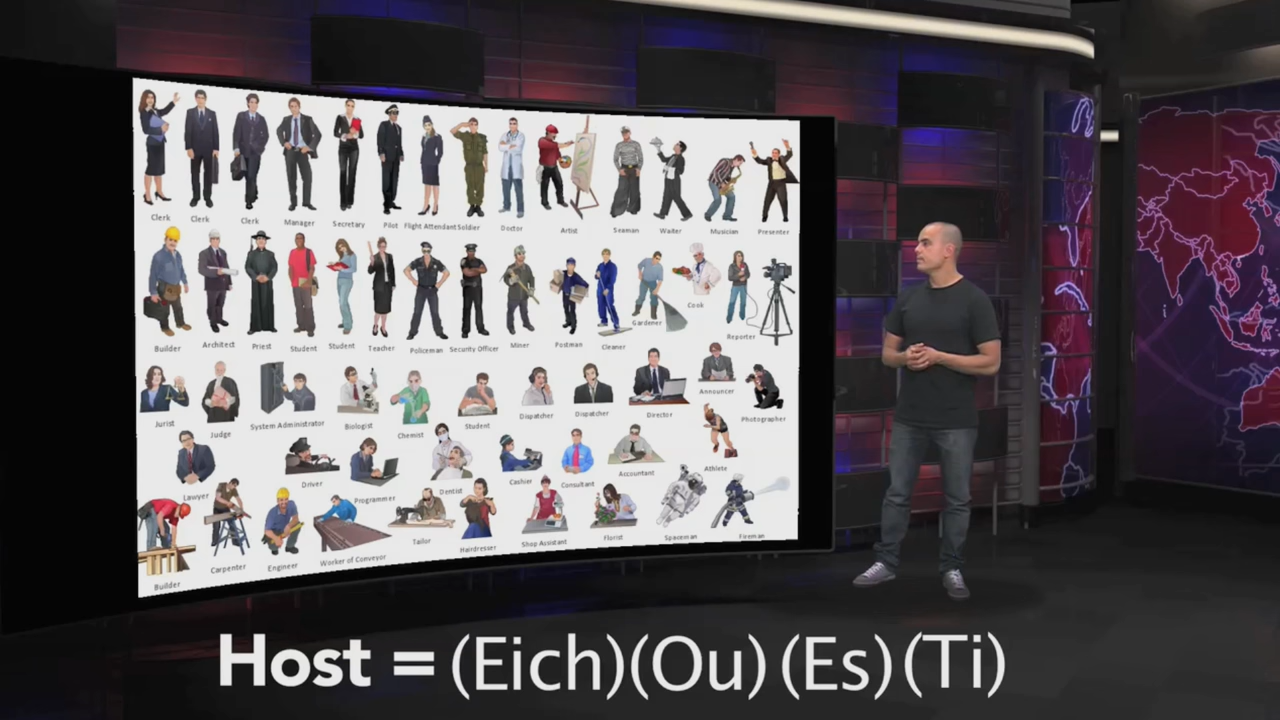 Clerk Clerk Clerk Manager Secretary Pilot Flight Attendant Soldier Doctor Artist Seaman Waiter Musician Presenter
Builder Architect Priest Student Student Teacher Policeman Security Officer Miner Postman Cleaner Gardener Cook Reporter
Jurist Judge System Administrator Biologist Chemist Student Dispatcher Dispatcher Director Announcer Photographer
Lawyer Driver Programmer Dentist Cashier Consultant Accountant Athlete
Builder Carpenter Engineer Worker of Conveyor Tailor Hairdresser Shop Assistant Florist Spaceman Fireman
Host = (Eich)(Ou) (Es) (Ti)